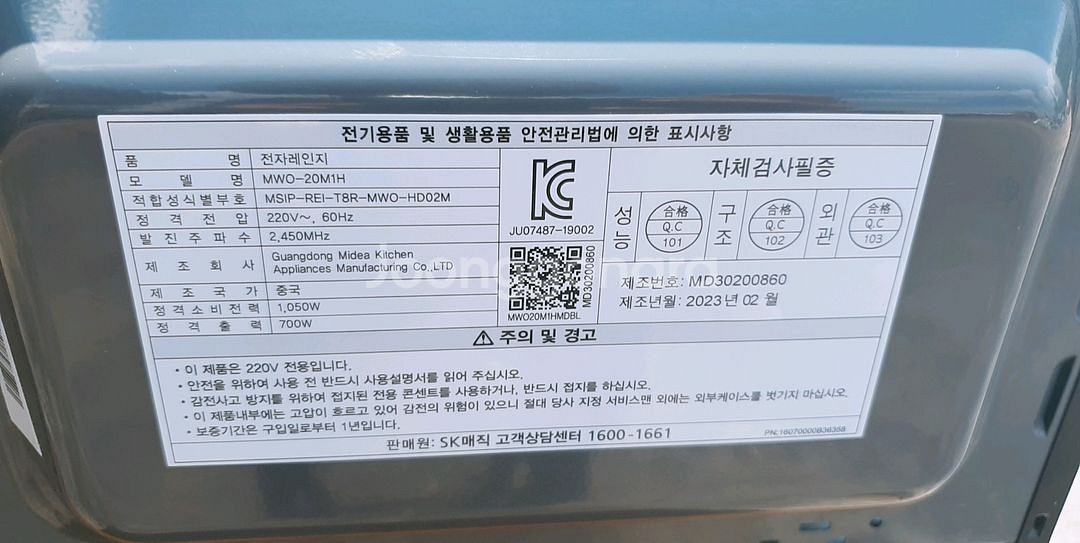 전기용품 및 생활용품 안전관리법에 의한 표시사항
품 명 전자레인지
모 델 명 MWO-20M1H
적합성식별부호 MSIP-REI-T8R-MWO-HD02M
정 격 전 압 220V~, 60Hz
발 진 주 파 수 2,450MHz
제 조 회 사 Guangdong Midea Kitchen
Appliances Manufacturing Co.,LTD
제 조 국 가 중국
정격소비전력 1,050W
정 격 출 력 700W
JU07487-19002
MD30200860
MWO20M1HMDBL
자체검사필증
성능 合格 Q.C 101
구조 合格 Q.C 102
외관 合格 Q.C 103
제조번호: MD30200860
제조년월: 2023년 02 월
주의 및 경고
• 이 제품은 220V 전용입니다.
• 안전을 위하여 사용 전 반드시 사용설명서를 읽어 주십시오.
• 감전사고 방지를 위하여 접지된 전용 콘센트를 사용하거나, 반드시 접지를 하십시오.
• 이 제품내부에는 고압이 흐르고 있어 감전의 위험이 있으니 절대 당사 지정 서비스맨 외에는 외부케이스를 벗기지 마십시오.
• 보증기간은 구입일로부터 1년입니다.
판매원: SK매직 고객상담센터 1600-1661
PN:16070000B36358